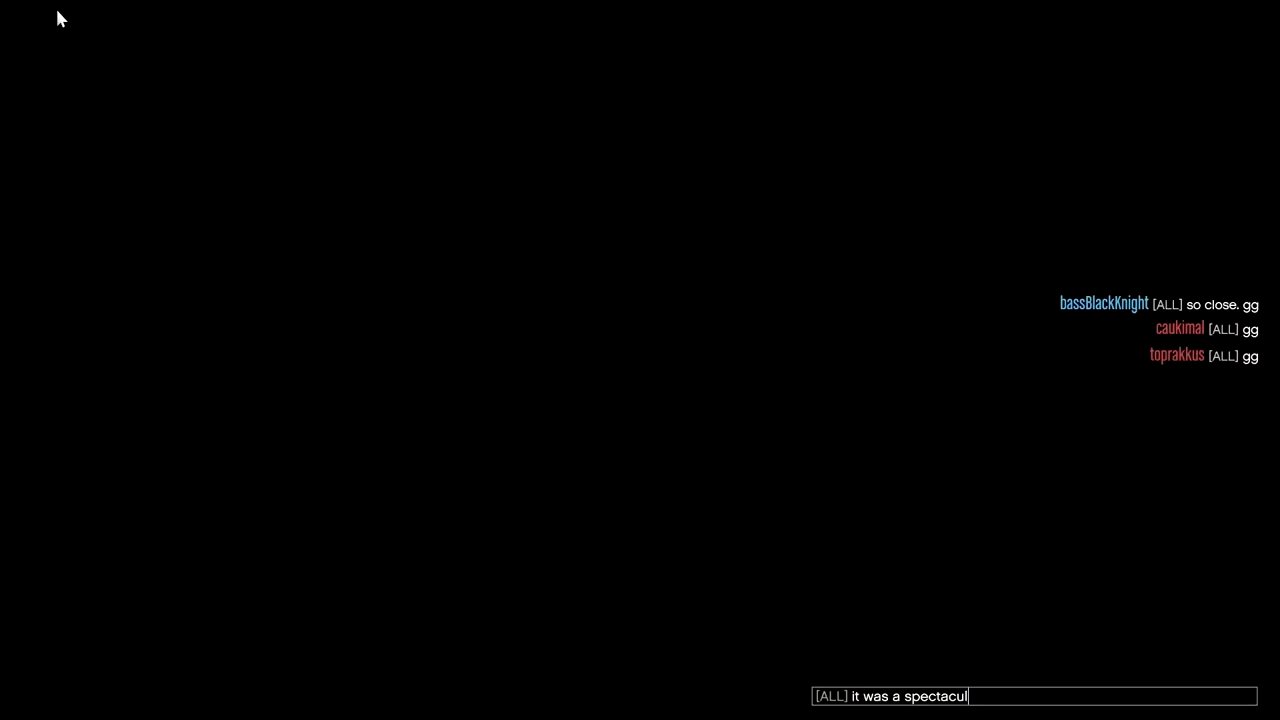 bassBlackKnight [ALL] so close. gg
caukimal [ALL] gg
toprakkus [ALL] gg
[ALL] it was a spectacul